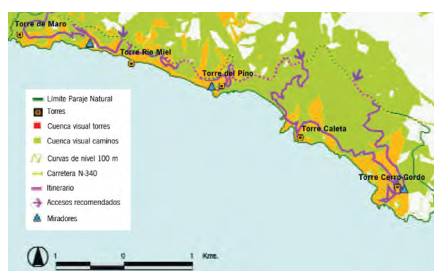 Torre de Maro
Torre Río Miel
Torre del Pino
Límite Paraje Natural
Torres
Cuenca visual torres
Cuenca visual caminos
Curvas de nivel 100 m
Carretera N-340
Itinerario
Accesos recomendados
Miradores
Torre Caleta
Torre Cerro Gordo
1 0 1 Kms.